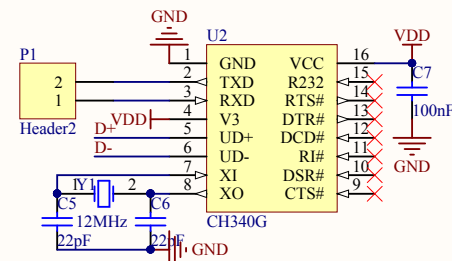 GND
U2
VDD
P1
2
1
Header2
1 GND VCC 16
2 TXD R232 15
3 RXD RTS# 14
VDD 4 V3 DTR# 13
D+ 5 UD+ DCD# 12
D- 6 UD- RI# 11
7 XI DSR# 10
8 XO CTS# 9
CH340G
C7
100nF
GND
1 Y1 2
C5 12MHz C6
22pF 22pF
GND